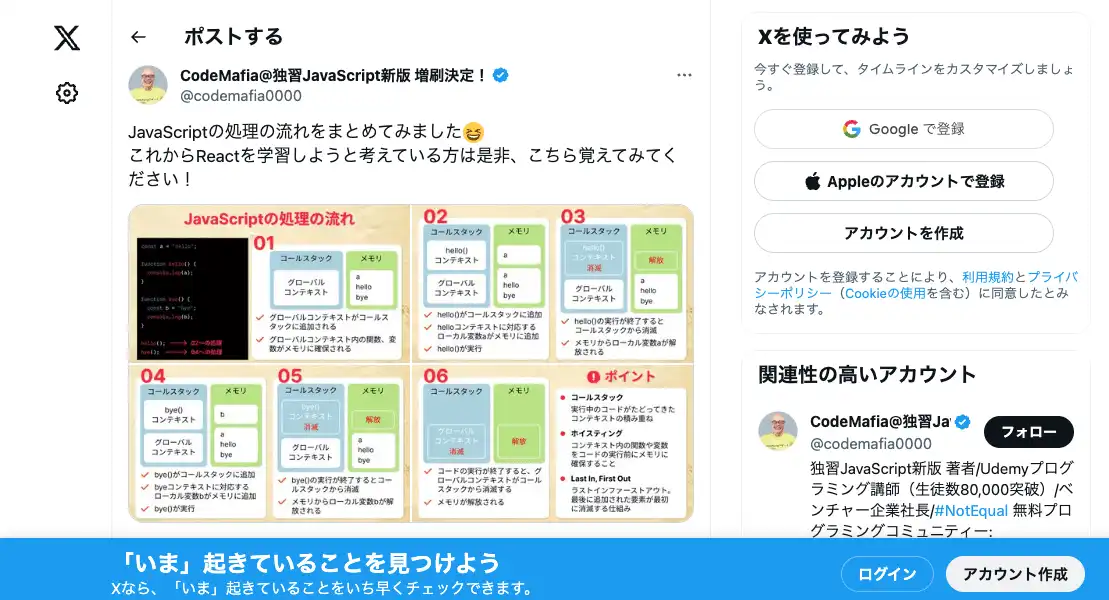 ポストする
CodeMafia@独習JavaScript新版 増刷決定！
@codemafia0000
JavaScriptの処理の流れをまとめてみました😆
これからReactを学習しようと考えている方は是非、こちら覚えてみてく
ださい！
JavaScriptの処理の流れ
const a = "hello";
function hello() {
console.log(a);
}
function bye() {
const b = "bye";
console.log(b);
}
hello(); → 02〜の処理
bye(); → 04〜の処理
01
コールスタック
メモリ
グローバル
コンテキスト
a
hello
bye
グローバルコンテキストがコールス
タックに追加される
グローバルコンテキスト内の関数、変
数がメモリに確保される
02
コールスタック
メモリ
hello()
コンテキスト
a
グローバル
コンテキスト
a
hello
bye
hello()がコールスタックに追加
helloコンテキストに対応する
ローカル変数aがメモリに追加
hello()が実行
03
コールスタック
メモリ
hello()
コンテキスト
消滅
解放
グローバル
コンテキスト
a
hello
bye
hello()の実行が終了すると
コールスタックから消滅
メモリからローカル変数aが解
放される
04
コールスタック
メモリ
bye()
コンテキスト
b
グローバル
コンテキスト
a
hello
bye
bye()がコールスタックに追加
byeコンテキストに対応する
ローカル変数bがメモリに追加
bye()が実行
05
コールスタック
メモリ
bye()
コンテキスト
消滅
解放
グローバル
コンテキスト
a
hello
bye
bye()の実行が終了するとコー
ルスタックから消滅
メモリからローカル変数bが解
放される
06
コールスタック
メモリ
グローバル
コンテキスト
消滅
解放
コードの実行が終了すると、グ
ローバルコンテキストがコール
スタックから消滅する
メモリが解放される
ポイント
コールスタック
実行中のコードがたどってきた
コンテキストの積み重ね
ホイスティング
コンテキスト内の関数や変数
をコードの実行前にメモリに
確保すること
Last In, First Out
ラストインファーストアウト。
最後に追加された要素が最初
に消滅する仕組み
Xを使ってみよう
今すぐ登録して、タイムラインをカスタマイズしましょ
う。
Google で登録
Appleのアカウントで登録
アカウントを作成
アカウントを登録することにより、利用規約とプライバ
シーポリシー（Cookieの使用を含む）に同意したとみ
なされます。
関連性の高いアカウント
CodeMafia@独習Ja
@codemafia0000
フォロー
独習JavaScript新版 著者/Udemyプログ
ラミング講師（生徒数80,000突破）/ベ
ンチャー企業社長/#NotEqual 無料プロ
グラミングコミュニティー:
「いま」起きていることを見つけよう
Xなら、「いま」起きていることをいち早くチェックできます。
ログイン
アカウント作成